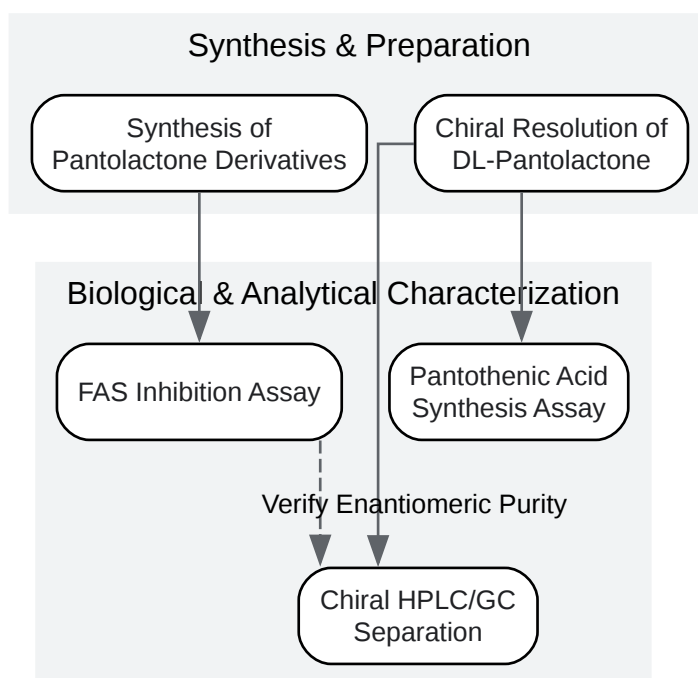 Synthesis & Preparation
Synthesis of
Pantolactone Derivatives
Chiral Resolution of
DL-Pantolactone
Biological & Analytical Characterization
FAS Inhibition Assay
Pantothenic Acid
Synthesis Assay
Verify Enantiomeric Purity
Chiral HPLC/GC
Separation